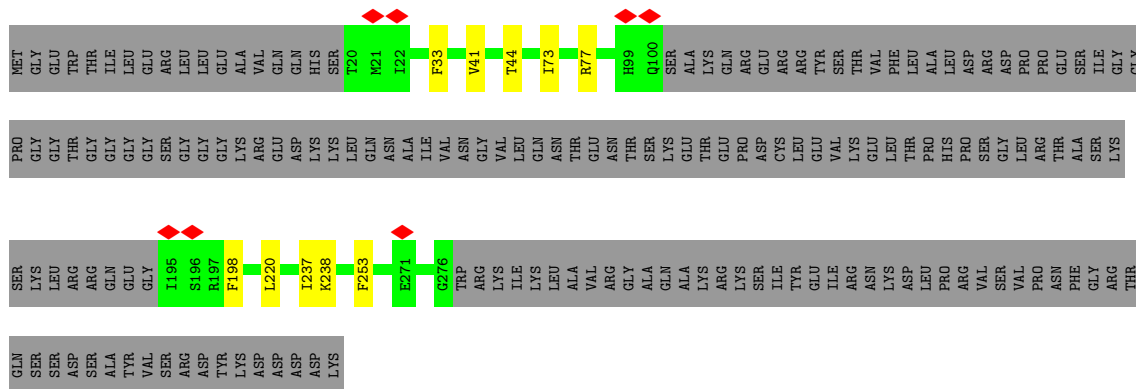 MET GLY GLU TRP THR ILE LEU GLU ARG LEU LEU GLU ALA VAL GLN GLN HIS SER T20 M21 I22 F33 V41 T44 I73 R77 H99 Q100 SER ALA LYS GLN ARG GLU ARG ARG TYR SER THR VAL PHE LEU ALA LEU ASP ARG ASP PRO PRO GLU SER ILE GLY GLY
PRO GLY GLY THR GLY GLY GLY GLY SER GLY GLY GLY LYS ARG GLU ASP LYS LYS LEU GLN ASN ALA ILE VAL ASN GLY VAL LEU GLN ASN THR GLU ASN THR SER LYS GLU THR GLU PRO ASP CYS LEU GLU VAL LYS GLU LEU THR PRO HIS PRO SER GLY LEU ARG THR ALA SER LYS
SER LYS LEU ARG ARG GLN GLU GLY I195 S196 R197 F198 L220 I237 K238 F253 E271 G276 TRP ARG LYS ILE LYS LEU ALA VAL ARG GLY ALA GLN ALA LYS ARG LYS SER ILE TYR GLU ILE ARG ASN LYS ASP LEU PRO ARG VAL SER VAL PRO ASN PHE GLY ARG THR
GLN SER SER ASP SER ALA TYR VAL SER ARG ASP TYR LYS ASP ASP ASP ASP LYS